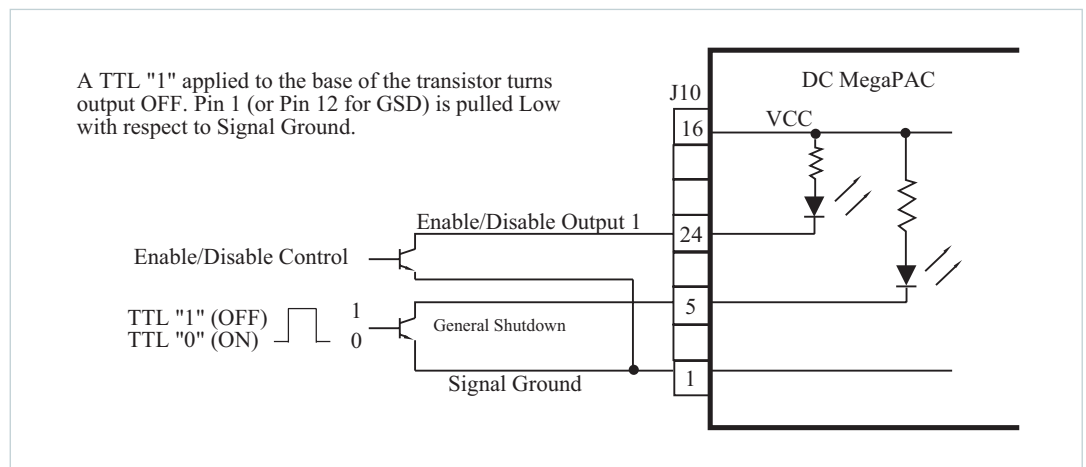 A TTL "1" applied to the base of the transistor turns
output OFF. Pin 1 (or Pin 12 for GSD) is pulled Low
with respect to Signal Ground.
DC MegaPAC
J10
16
VCC
Enable/Disable Output 1
24
Enable/Disable Control
5
TTL "1" (OFF)
1
General Shutdown
TTL "0" (ON)
0
Signal Ground
1